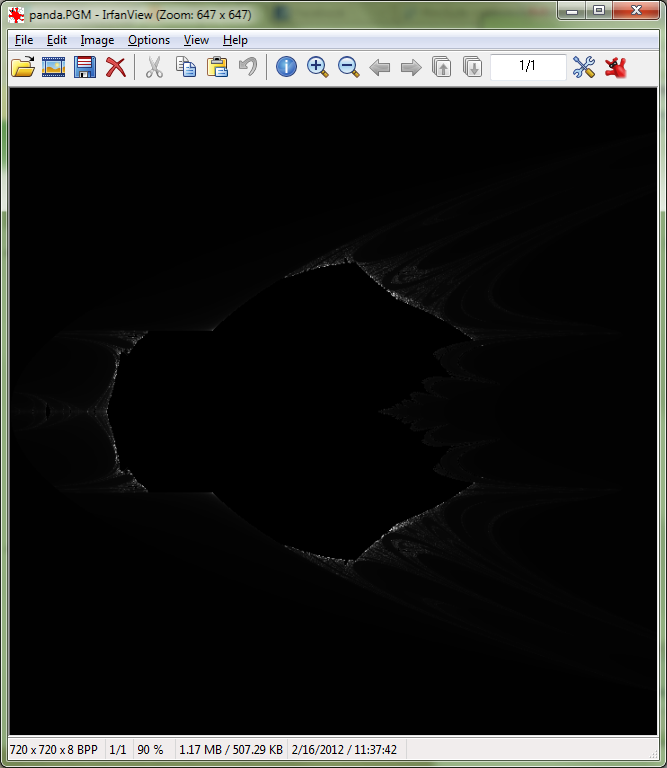 panda.PGM - IrfanView (Zoom: 647 x 647)
File Edit Image Options View Help
1/1
720 x 720 x 8 BPP 1/1 90 % 1.17 MB / 507.29 KB 2/16/2012 / 11:37:42